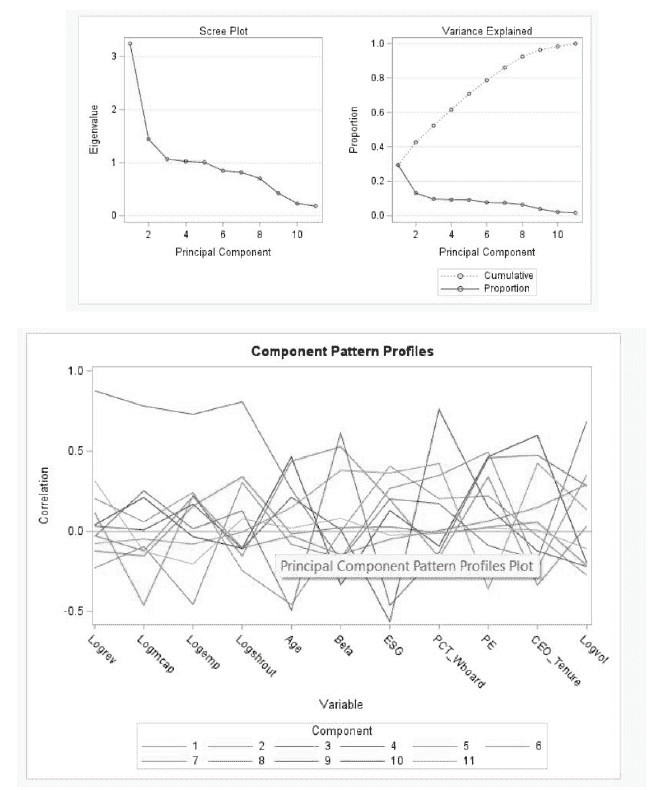 Scree Plot
Variance Explained
Eigenvalue
3
2
1
0
2 4 6 8 10
Principal Component
Proportion
1.0
0.8
0.6
0.4
0.2
0.0
2 4 6 8 10
Principal Component
Cumulative
Proportion
Component Pattern Profiles
Correlation
1.0
0.5
0.0
-0.5
Principal Component Pattern Profiles Plot
Logrev Logmcap Logemp Logshrout Age Beta ESG PCT_Wboard PE CEO_Tenure Logvol
Variable
Component
1 2 3 4 5 6
7 8 9 10 11